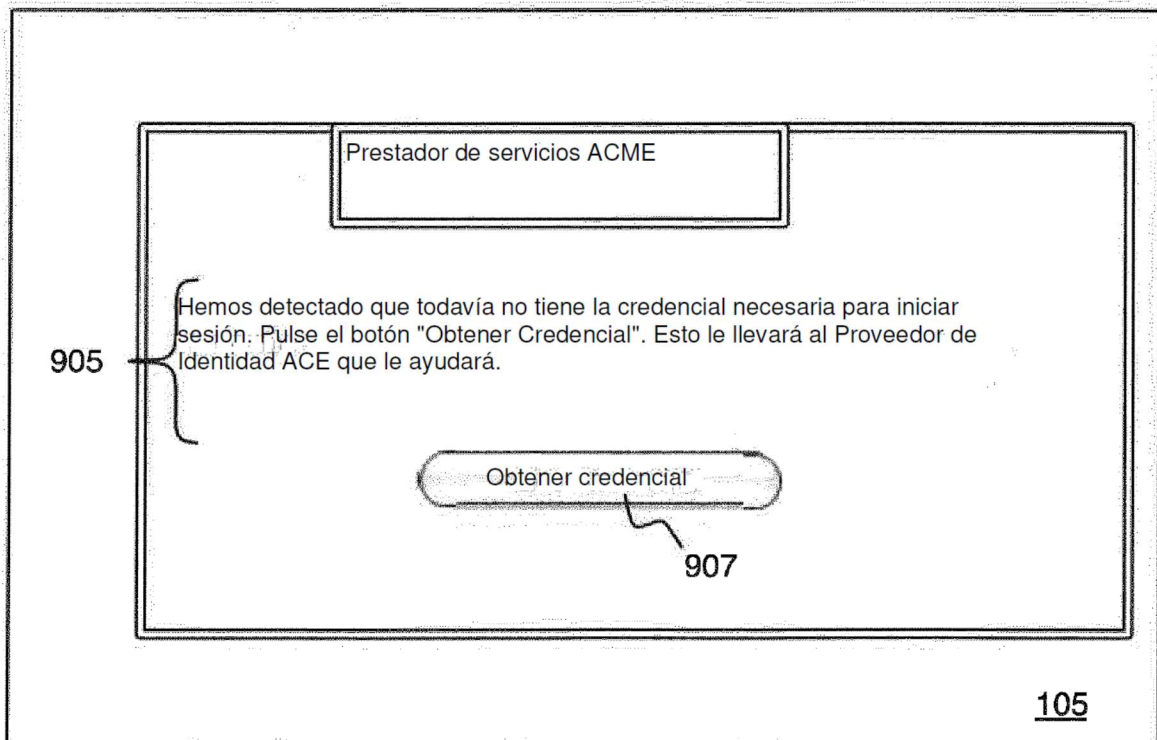 Prestador de servicios ACME
Hemos detectado que todavía no tiene la credencial necesaria para iniciar
sesión. Pulse el botón "Obtener Credencial". Esto le llevará al Proveedor de
Identidad ACE que le ayudará.
905
Obtener credencial
907
105